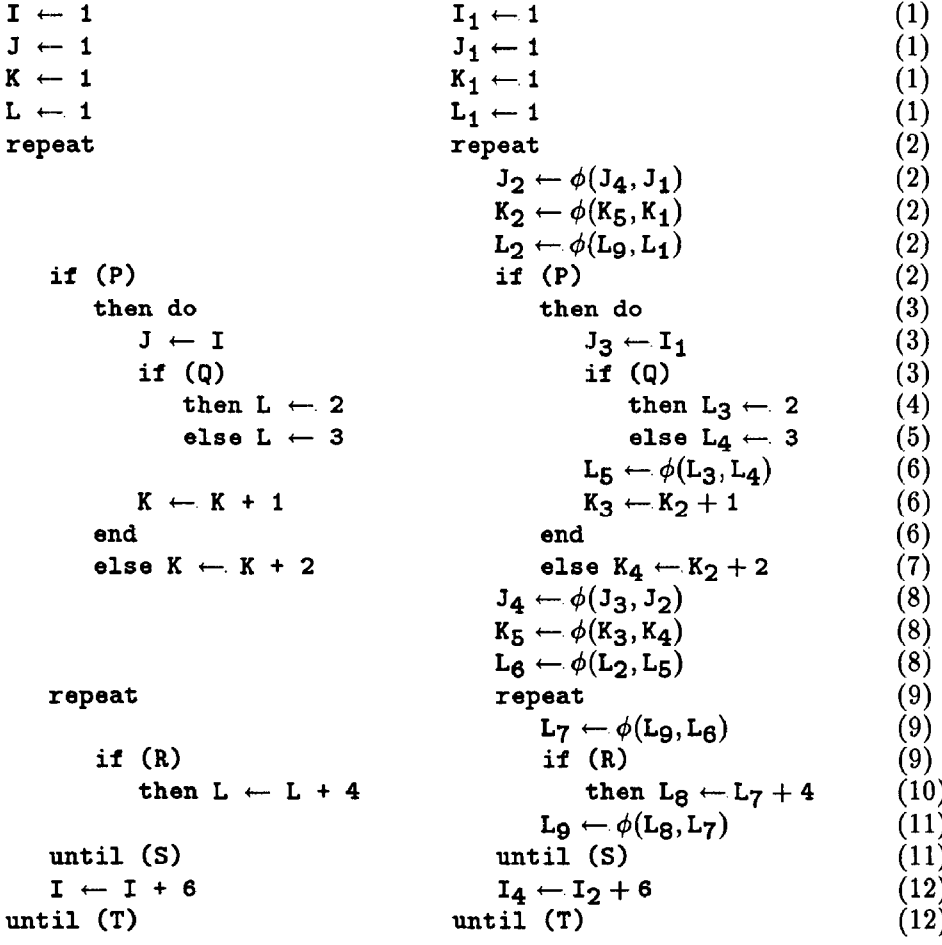 I ← 1 I₁ ← 1 (1)
J ← 1 J₁ ← 1 (1)
K ← 1 K₁ ← 1 (1)
L ← 1 L₁ ← 1 (1)
repeat repeat (2)
J₂ ← ϕ(J₄, J₁) (2)
K₂ ← ϕ(K₅, K₁) (2)
L₂ ← ϕ(L₉, L₁) (2)
if (P) if (P) (2)
then do then do (3)
J ← I J₃ ← I₁ (3)
if (Q) if (Q) (3)
then L ← 2 then L₃ ← 2 (4)
else L ← 3 else L₄ ← 3 (5)
L₅ ← ϕ(L₃, L₄) (6)
K ← K + 1 K₃ ← K₂ + 1 (6)
end end (6)
else K ← K + 2 else K₄ ← K₂ + 2 (7)
J₄ ← ϕ(J₃, J₂) (8)
K₅ ← ϕ(K₃, K₄) (8)
L₆ ← ϕ(L₂, L₅) (8)
repeat repeat (9)
L₇ ← ϕ(L₉, L₆) (9)
if (R) if (R) (9)
then L ← L + 4 then L₈ ← L₇ + 4 (10)
L₉ ← ϕ(L₈, L₇) (11)
until (S) until (S) (11)
I ← I + 6 I₄ ← I₂ + 6 (12)
until (T) until (T) (12)